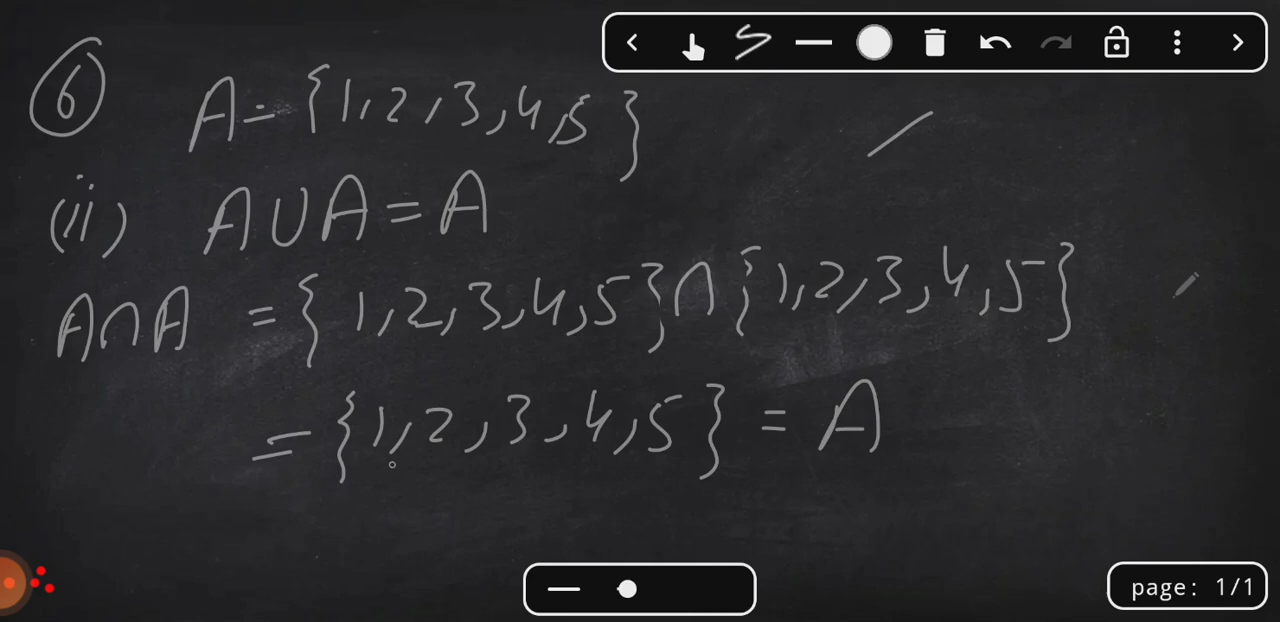 6 A = {1,2,3,4,5}
(ii) A∪A = A
A∩A = {1,2,3,4,5}∩{1,2,3,4,5}
= {1,2,3,4,5} = A
page: 1/1